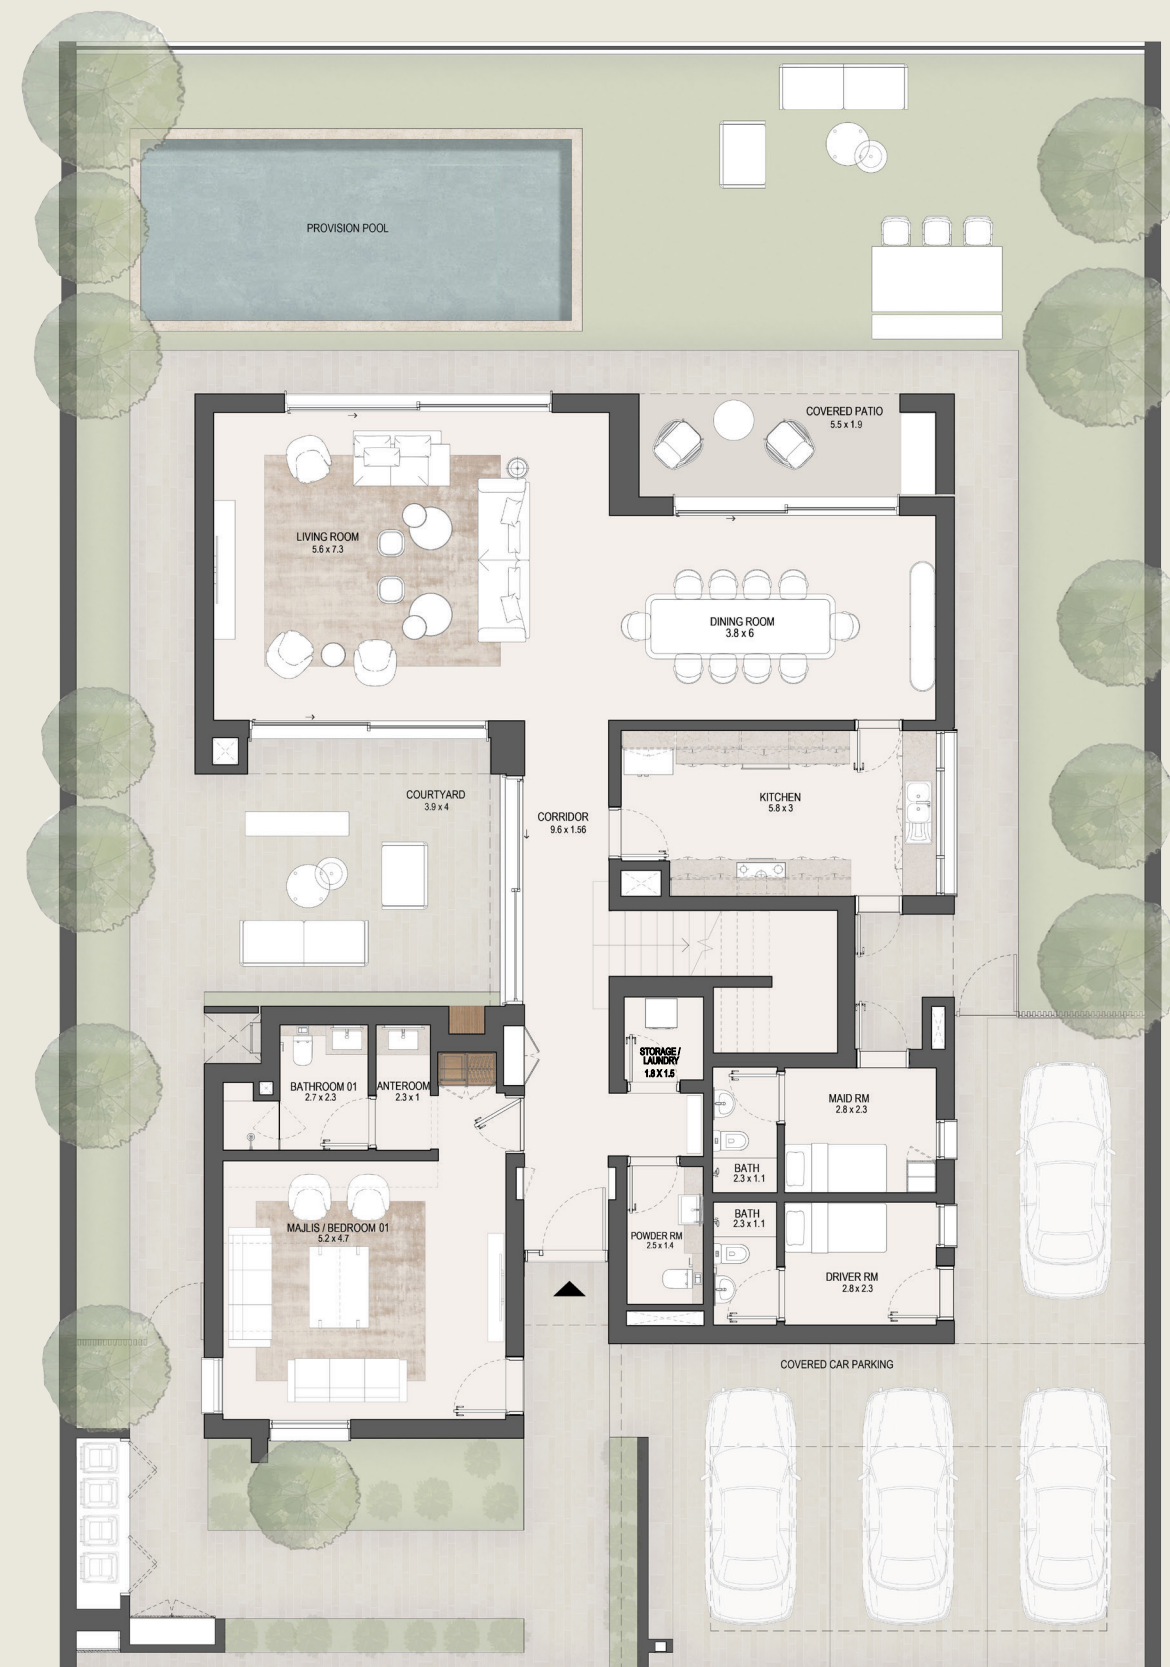 PROVISION POOL
COVERED PATIO
5.5 x 1.9
LIVING ROOM
5.6 x 7.3
DINING ROOM
3.8 x 6
COURTYARD
3.9 x 4
CORRIDOR
9.6 x 1.56
KITCHEN
5.8 x 3
STORAGE /
LAUNDRY
1.8 X 1.5
BATHROOM 01
2.7 x 2.3
ANTEROOM
2.3 x 1
MAID RM
2.8 x 2.3
BATH
2.3 x 1.1
BATH
2.3 x 1.1
MAJLIS / BEDROOM 01
5.2 x 4.7
POWDER RM
2.5 x 1.4
DRIVER RM
2.8 x 2.3
COVERED CAR PARKING